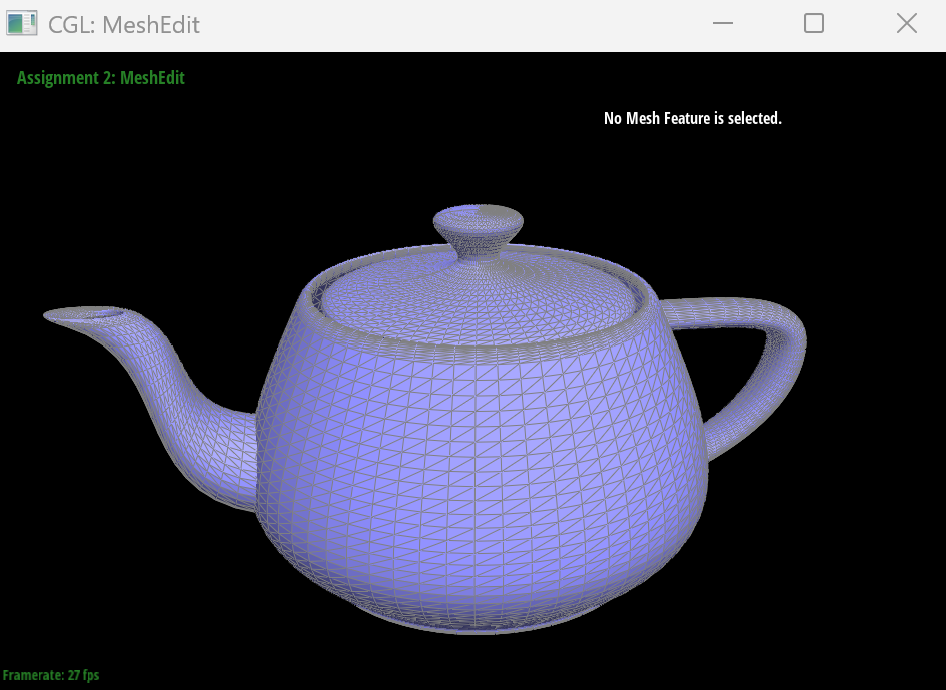 CGL: MeshEdit
Assignment 2: MeshEdit
No Mesh Feature is selected.
Framerate: 27 fps